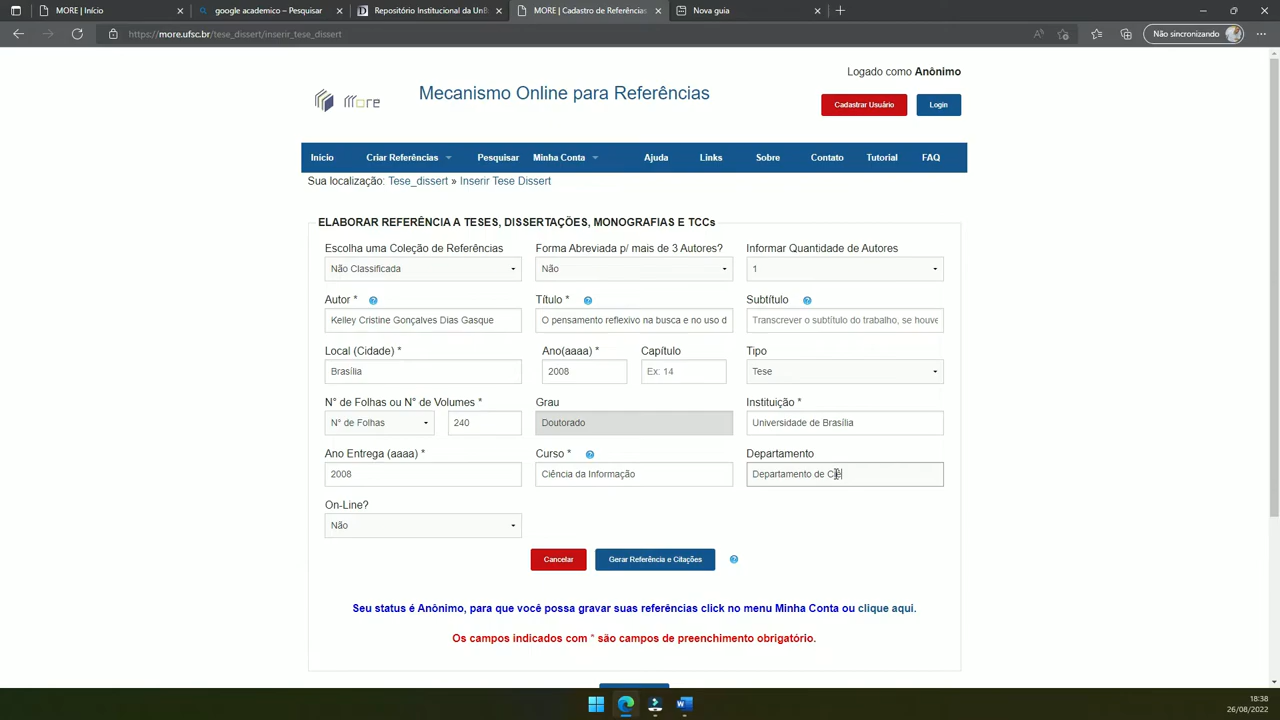 MORE | Início
google academico – Pesquisar
Repositório Institucional da UnB
MORE | Cadastro de Referências
Nova guia
https://more.ufsc.br/tese_dissert/inserir_tese_dissert
Não sincronizando
Logado como Anônimo
more
Mecanismo Online para Referências
Cadastrar Usuário
Login
Início
Criar Referências
Pesquisar
Minha Conta
Ajuda
Links
Sobre
Contato
Tutorial
FAQ
Sua localização: Tese_dissert » Inserir Tese Dissert
ELABORAR REFERÊNCIA A TESES, DISSERTAÇÕES, MONOGRAFIAS E TCCs
Escolha uma Coleção de Referências
Forma Abreviada p/ mais de 3 Autores?
Informar Quantidade de Autores
Não Classificada
Não
1
Autor *
Título *
Subtítulo
Kelley Cristine Gonçalves Dias Gasque
O pensamento reflexivo na busca e no uso d
Transcrever o subtítulo do trabalho, se houve
Local (Cidade) *
Ano(aaaa) *
Capítulo
Tipo
Brasília
2008
Ex: 14
Tese
N° de Folhas ou N° de Volumes *
Grau
Instituição *
N° de Folhas
240
Doutorado
Universidade de Brasília
Ano Entrega (aaaa) *
Curso *
Departamento
2008
Ciência da Informação
Departamento de
On-Line?
Não
Cancelar
Gerar Referência e Citações
Seu status é Anônimo, para que você possa gravar suas referências click no menu Minha Conta ou clique aqui.
Os campos indicados com * são campos de preenchimento obrigatório.
18:38
26/08/2022